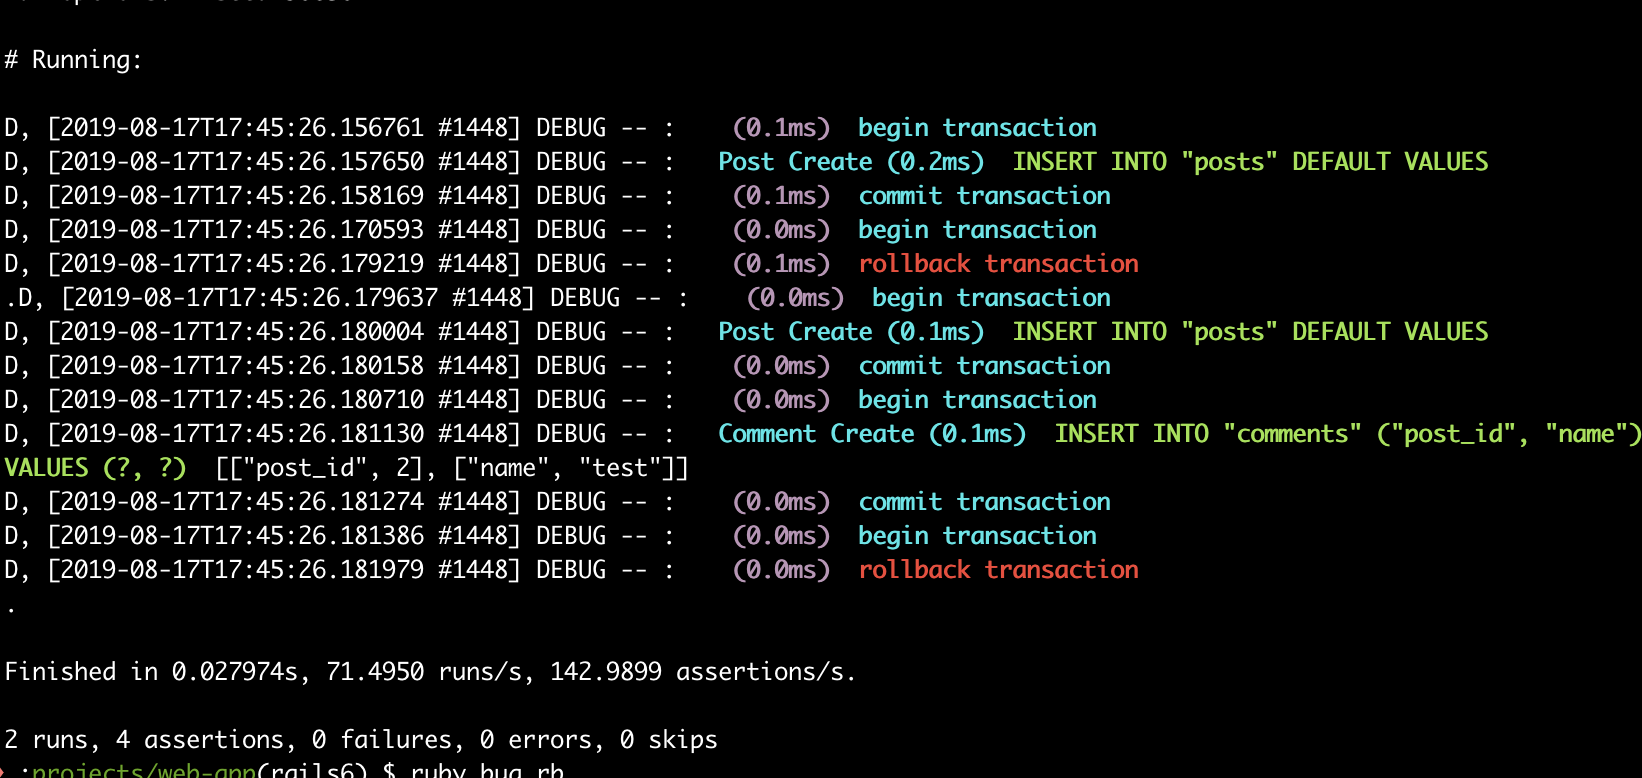 # Running:
D, [2019-08-17T17:45:26.156761 #1448] DEBUG -- :    (0.1ms)  begin transaction
D, [2019-08-17T17:45:26.157650 #1448] DEBUG -- :   Post Create (0.2ms)  INSERT INTO "posts" DEFAULT VALUES
D, [2019-08-17T17:45:26.158169 #1448] DEBUG -- :    (0.1ms)  commit transaction
D, [2019-08-17T17:45:26.170593 #1448] DEBUG -- :    (0.0ms)  begin transaction
D, [2019-08-17T17:45:26.179219 #1448] DEBUG -- :    (0.1ms)  rollback transaction
.D, [2019-08-17T17:45:26.179637 #1448] DEBUG -- :    (0.0ms)  begin transaction
D, [2019-08-17T17:45:26.180004 #1448] DEBUG -- :   Post Create (0.1ms)  INSERT INTO "posts" DEFAULT VALUES
D, [2019-08-17T17:45:26.180158 #1448] DEBUG -- :    (0.0ms)  commit transaction
D, [2019-08-17T17:45:26.180710 #1448] DEBUG -- :    (0.0ms)  begin transaction
D, [2019-08-17T17:45:26.181130 #1448] DEBUG -- :   Comment Create (0.1ms)  INSERT INTO "comments" ("post_id", "name")
VALUES (?, ?)  [["post_id", 2], ["name", "test"]]
D, [2019-08-17T17:45:26.181274 #1448] DEBUG -- :    (0.0ms)  commit transaction
D, [2019-08-17T17:45:26.181386 #1448] DEBUG -- :    (0.0ms)  begin transaction
D, [2019-08-17T17:45:26.181979 #1448] DEBUG -- :    (0.0ms)  rollback transaction
.
Finished in 0.027974s, 71.4950 runs/s, 142.9899 assertions/s.
2 runs, 4 assertions, 0 failures, 0 errors, 0 skips
:projects/web-app(rails6) $ ruby bug.rb